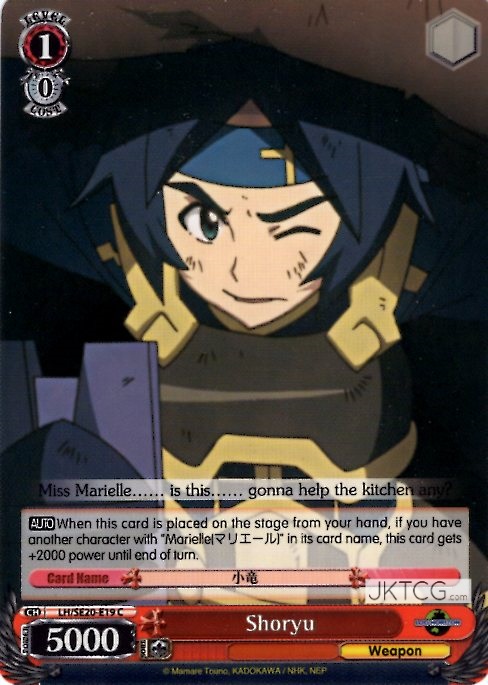 LEVEL
1
0
COST
Miss Marielle...... is this...... gonna help the kitchen any?
AUTO When this card is placed on the stage from your hand, if you have
another character with "Marielle[マリエール]" in its card name, this card gets
+2000 power until end of turn.
Card Name 小竜
JKTCG.com
CH LH/SE20-E19 C
Shoryu
POWER 5000 SOUL
Weapon
© Mamare Touno, KADOKAWA / NHK, NEP